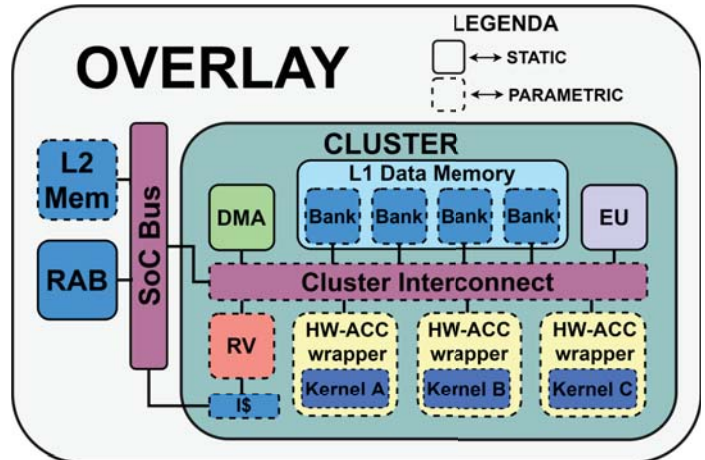 LEGENDA
STATIC
PARAMETRIC
OVERLAY
CLUSTER
L2
Mem
RAB
SoC Bus
DMA
L1 Data Memory
Bank Bank Bank Bank
EU
Cluster Interconnect
RV
I$
HW-ACC
wrapper
Kernel A
HW-ACC
wrapper
Kernel B
HW-ACC
wrapper
Kernel C